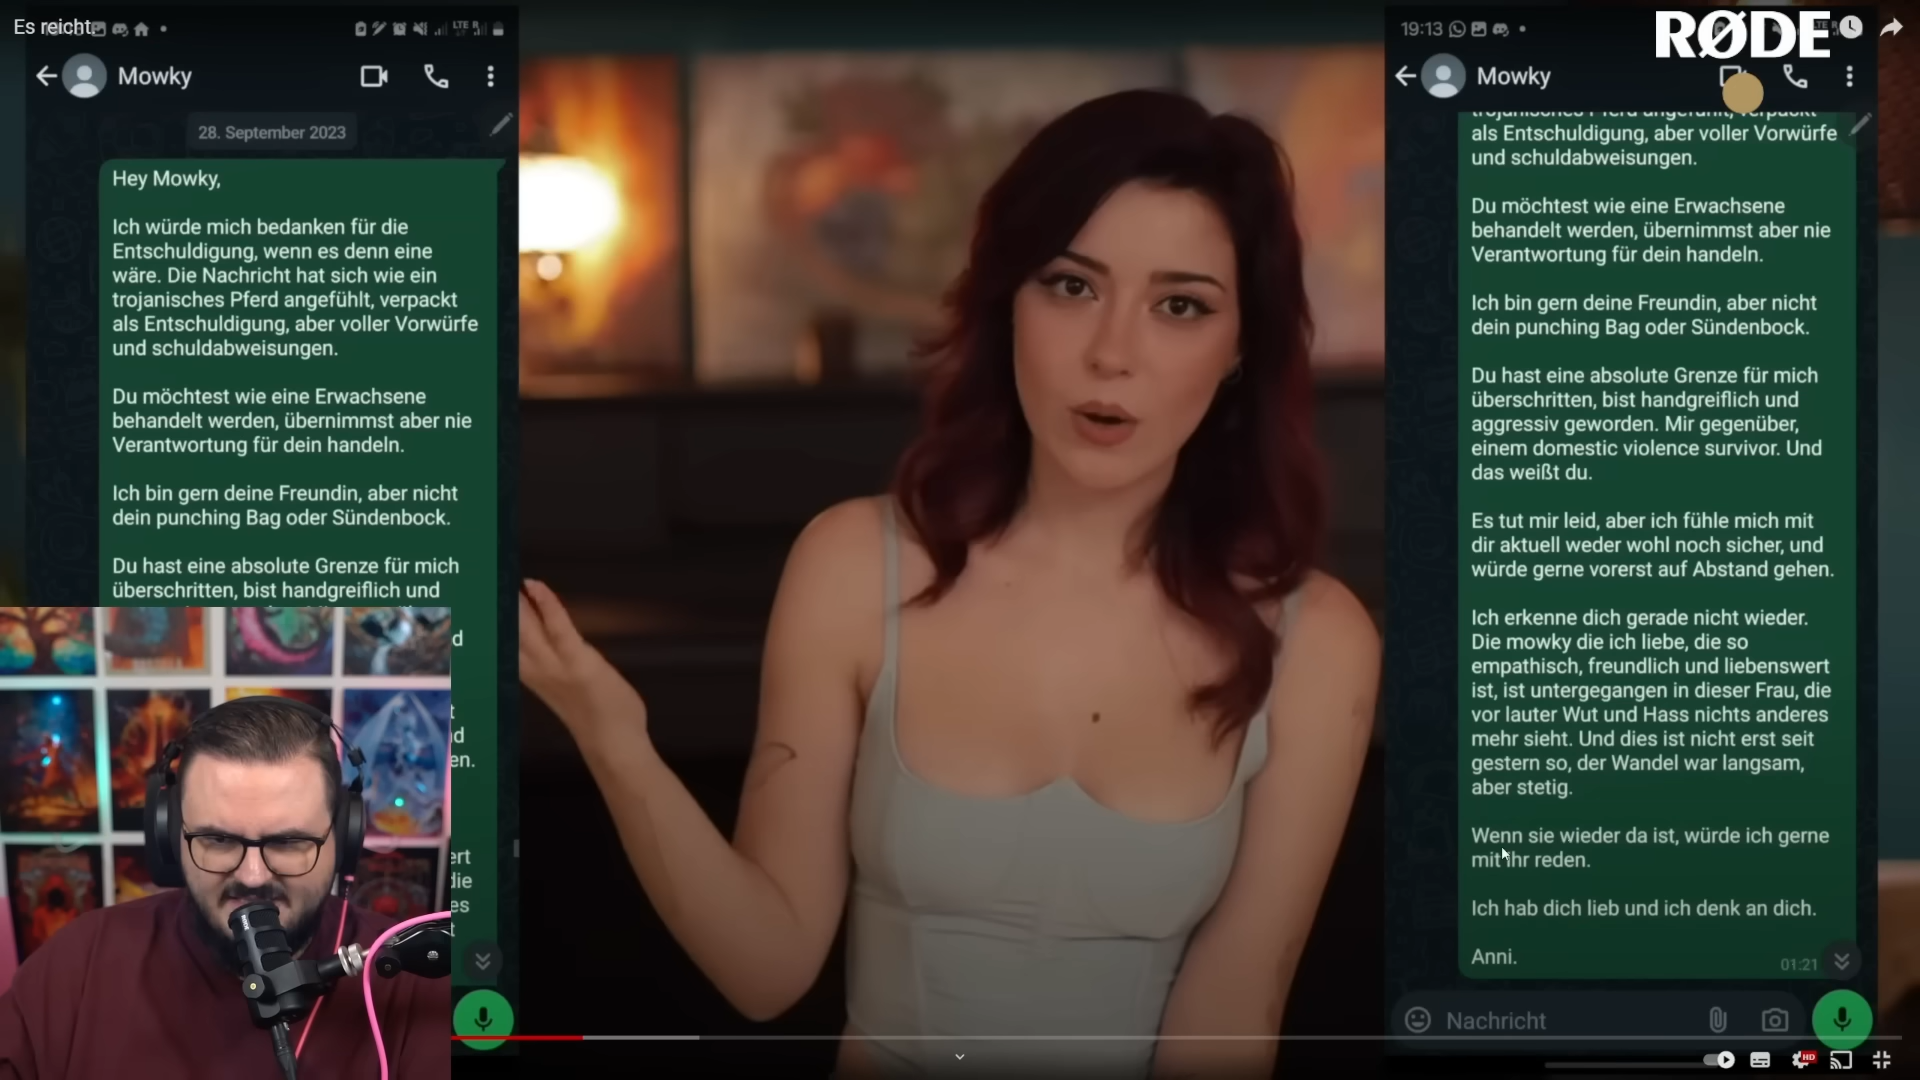 Es reicht.
LTE
Mowky
28. September 2023
Hey Mowky,
Ich würde mich bedanken für die
Entschuldigung, wenn es denn eine
wäre. Die Nachricht hat sich wie ein
trojanisches Pferd angefühlt, verpackt
als Entschuldigung, aber voller Vorwürfe
und schuldabweisungen.
Du möchtest wie eine Erwachsene
behandelt werden, übernimmst aber nie
Verantwortung für dein handeln.
Ich bin gern deine Freundin, aber nicht
dein punching Bag oder Sündenbock.
Du hast eine absolute Grenze für mich
überschritten, bist handgreiflich und
en.
ert
die
es
19:13
RØDE
Mowky
trojanisches Pferd angefühlt, verpackt
als Entschuldigung, aber voller Vorwürfe
und schuldabweisungen.
Du möchtest wie eine Erwachsene
behandelt werden, übernimmst aber nie
Verantwortung für dein handeln.
Ich bin gern deine Freundin, aber nicht
dein punching Bag oder Sündenbock.
Du hast eine absolute Grenze für mich
überschritten, bist handgreiflich und
aggressiv geworden. Mir gegenüber,
einem domestic violence survivor. Und
das weißt du.
Es tut mir leid, aber ich fühle mich mit
dir aktuell weder wohl noch sicher, und
würde gerne vorerst auf Abstand gehen.
Ich erkenne dich gerade nicht wieder.
Die mowky die ich liebe, die so
empathisch, freundlich und liebenswert
ist, ist untergegangen in dieser Frau, die
vor lauter Wut und Hass nichts anderes
mehr sieht. Und dies ist nicht erst seit
gestern so, der Wandel war langsam,
aber stetig.
Wenn sie wieder da ist, würde ich gerne
mit ihr reden.
Ich hab dich lieb und ich denk an dich.
Anni.
01:21
Nachricht
HD